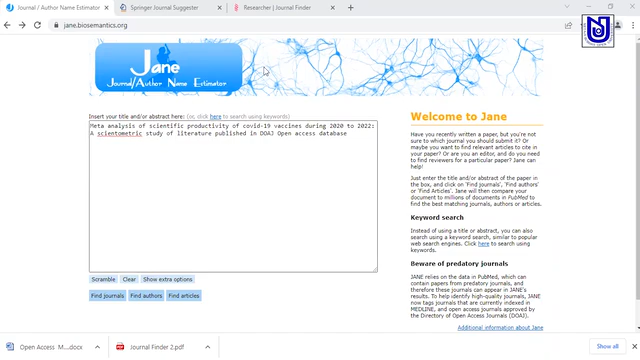 Journal / Author Name Estimator
Springer Journal Suggester
Researcher | Journal Finder
jane.biosemantics.org
Jane
Journal/Author Name Estimator
Insert your title and/or abstract here: (or, click here to search using keywords)
Meta analysis of scientific productivity of covid-19 vaccines during 2020 to 2022:
A scientometric study of literature published in DOAJ Open access database
Scramble Clear Show extra options
Find journals Find authors Find articles
Welcome to Jane
Have you recently written a paper, but you're not
sure to which journal you should submit it? Or
maybe you want to find relevant articles to cite in
your paper? Or are you an editor, and do you need
to find reviewers for a particular paper? Jane can
help!
Just enter the title and/or abstract of the paper in
the box, and click on 'Find journals', 'Find authors'
or 'Find Articles'. Jane will then compare your
document to millions of documents in PubMed to
find the best matching journals, authors or articles.
Keyword search
Instead of using a title or abstract, you can also
search using a keyword search, similar to popular
web search engines. Click here to search using
keywords.
Beware of predatory journals
JANE relies on the data in PubMed, which can
contain papers from predatory journals, and
therefore these journals can appear in JANE's
results. To help identify high-quality journals, JANE
now tags journals that are currently indexed in
MEDLINE, and open access journals approved by
the Directory of Open Access Journals (DOAJ).
Additional information about Jane
Open Access M....docx
Journal Finder 2.pdf
Show all